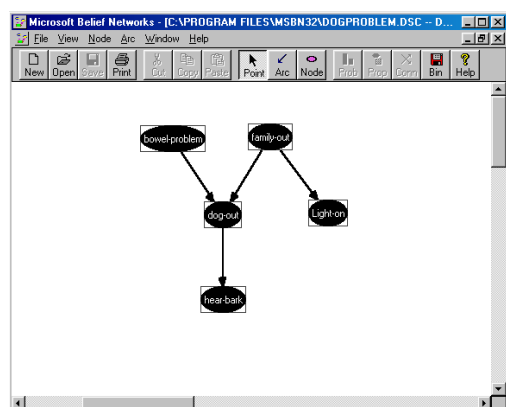 Microsoft Belief Networks - [C:\PROGRAM FILES\MSBN32\DOGPROBLEM.DSC -- D...
File View Node Arc Window Help
New Open Save Print Cut Copy Paste Point Arc Node Prob Prop Conn Bin Help
bowel-problem family-out
dog-out Light-on
hear-bark